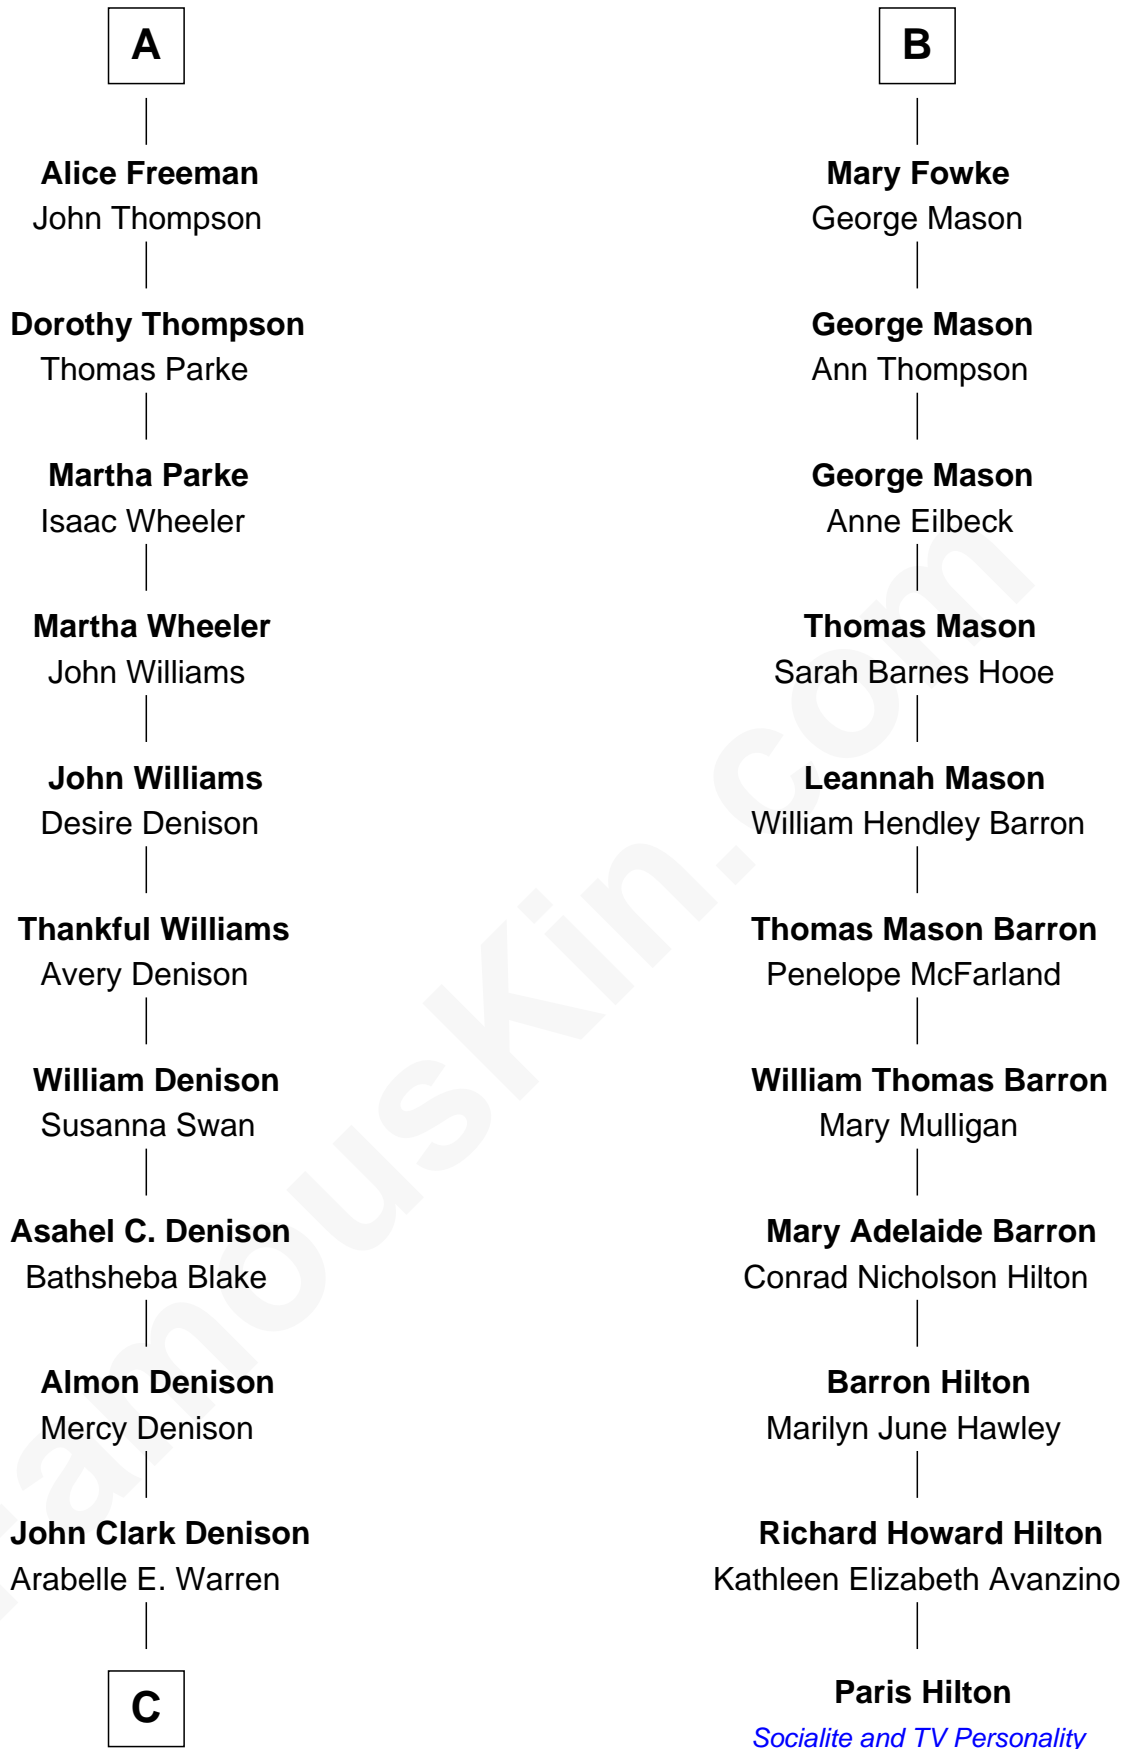 A
Alice Freeman
John Thompson
Dorothy Thompson
Thomas Parke
Martha Parke
Isaac Wheeler
Martha Wheeler
John Williams
John Williams
Desire Denison
Thankful Williams
Avery Denison
William Denison
Susanna Swan
Asahel C. Denison
Bathsheba Blake
Almon Denison
Mercy Denison
John Clark Denison
Arabelle E. Warren
C
B
Mary Fowke
George Mason
George Mason
Ann Thompson
George Mason
Anne Eilbeck
Thomas Mason
Sarah Barnes Hooe
Leannah Mason
William Hendley Barron
Thomas Mason Barron
Penelope McFarland
William Thomas Barron
Mary Mulligan
Mary Adelaide Barron
Conrad Nicholson Hilton
Barron Hilton
Marilyn June Hawley
Richard Howard Hilton
Kathleen Elizabeth Avanzino
Paris Hilton
Socialite and TV Personality
FamousKin.com